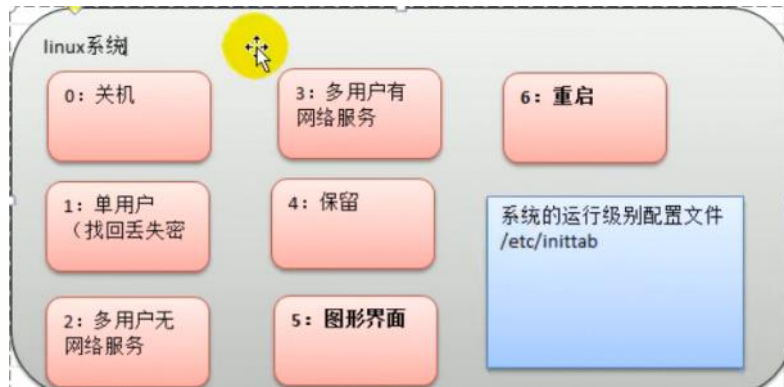 linux系统
0：关机
1：单用户
（找回丢失密
2：多用户无
网络服务
3：多用户有
网络服务
4：保留
5：图形界面
6：重启
系统的运行级别配置文件
/etc/inittab